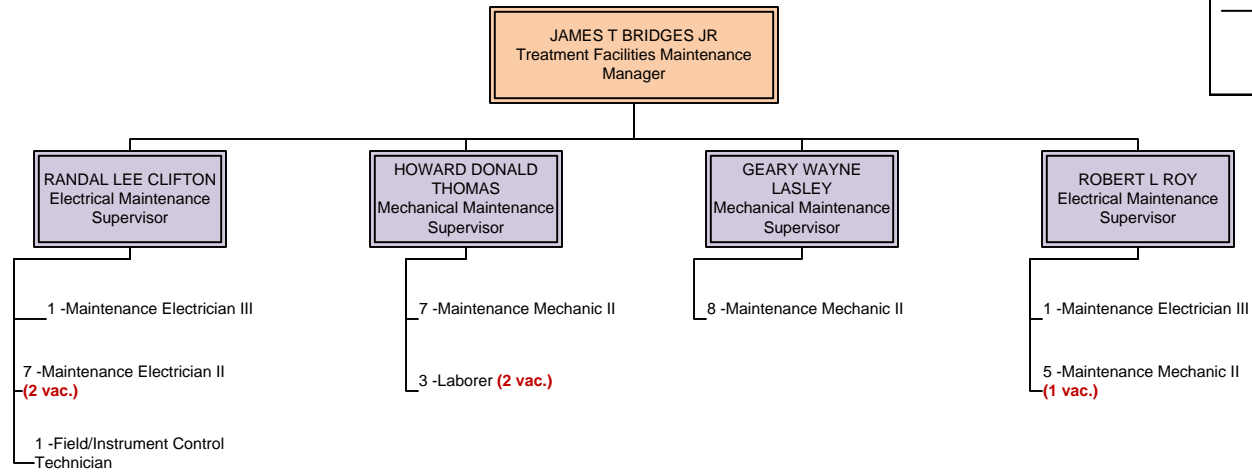 JAMES T BRIDGES JR
Treatment Facilities Maintenance
Manager
RANDAL LEE CLIFTON
Electrical Maintenance
Supervisor
HOWARD DONALD
THOMAS
Mechanical Maintenance
Supervisor
GEARY WAYNE
LASLEY
Mechanical Maintenance
Supervisor
ROBERT L ROY
Electrical Maintenance
Supervisor
1 -Maintenance Electrician III
7 -Maintenance Electrician II
(2 vac.)
1 -Field/Instrument Control
Technician
7 -Maintenance Mechanic II
3 -Laborer (2 vac.)
8 -Maintenance Mechanic II
1 -Maintenance Electrician III
5 -Maintenance Mechanic II
(1 vac.)